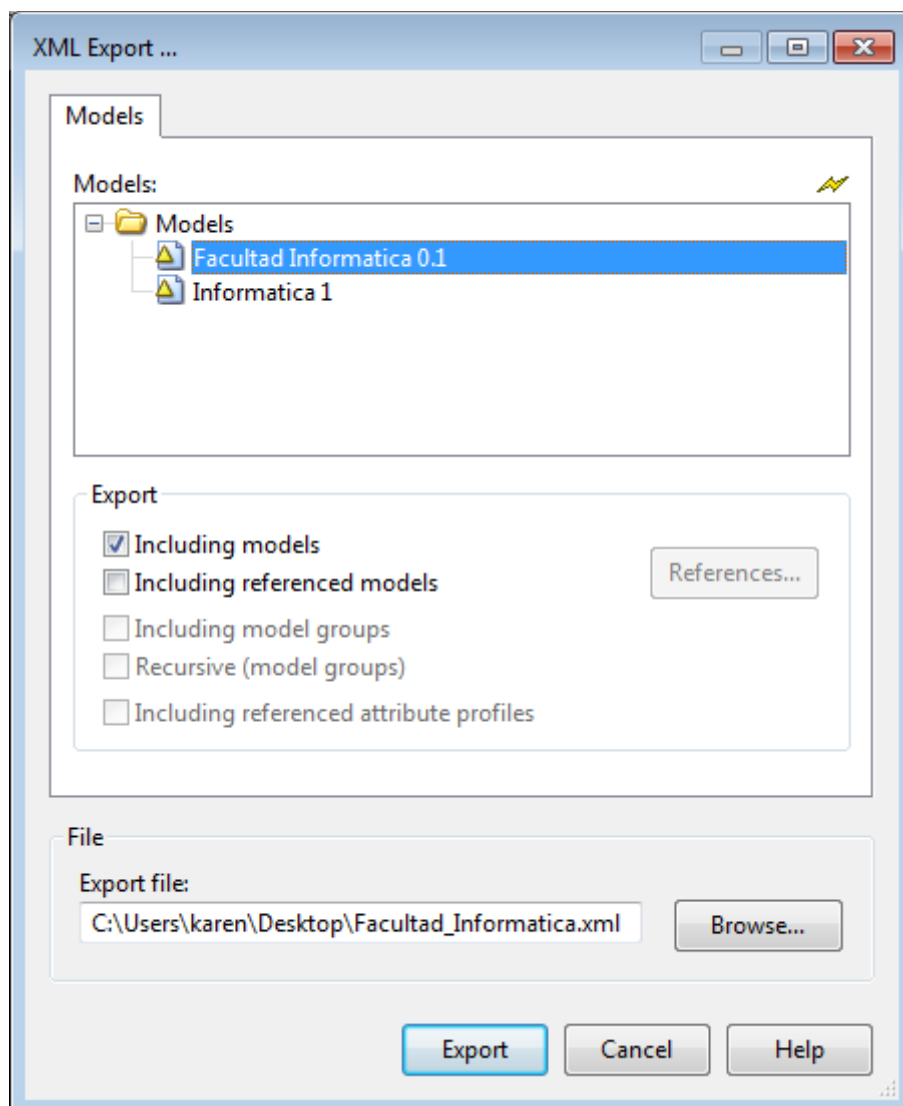 XML Export ...
Models
Models:
Models
Facultad Informatica 0.1
Informatica 1
Export
Including models
Including referenced models
References...
Including model groups
Recursive (model groups)
Including referenced attribute profiles
File
Export file:
C:\Users\karen\Desktop\Facultad_Informatica.xml
Browse...
Export Cancel Help